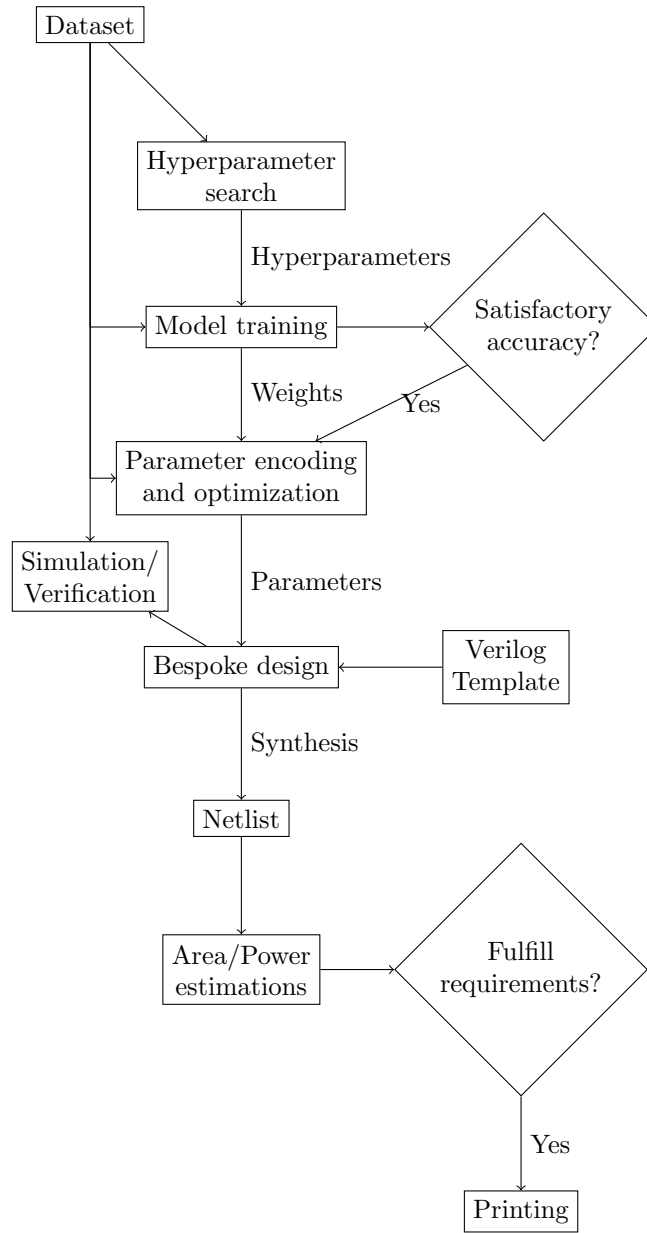 Dataset
Hyperparameter
search
Hyperparameters
Model training
Satisfactory
accuracy?
Weights
Yes
Parameter encoding
and optimization
Simulation/
Verification
Parameters
Bespoke design
Verilog
Template
Synthesis
Netlist
Area/Power
estimations
Fulfill
requirements?
Yes
Printing